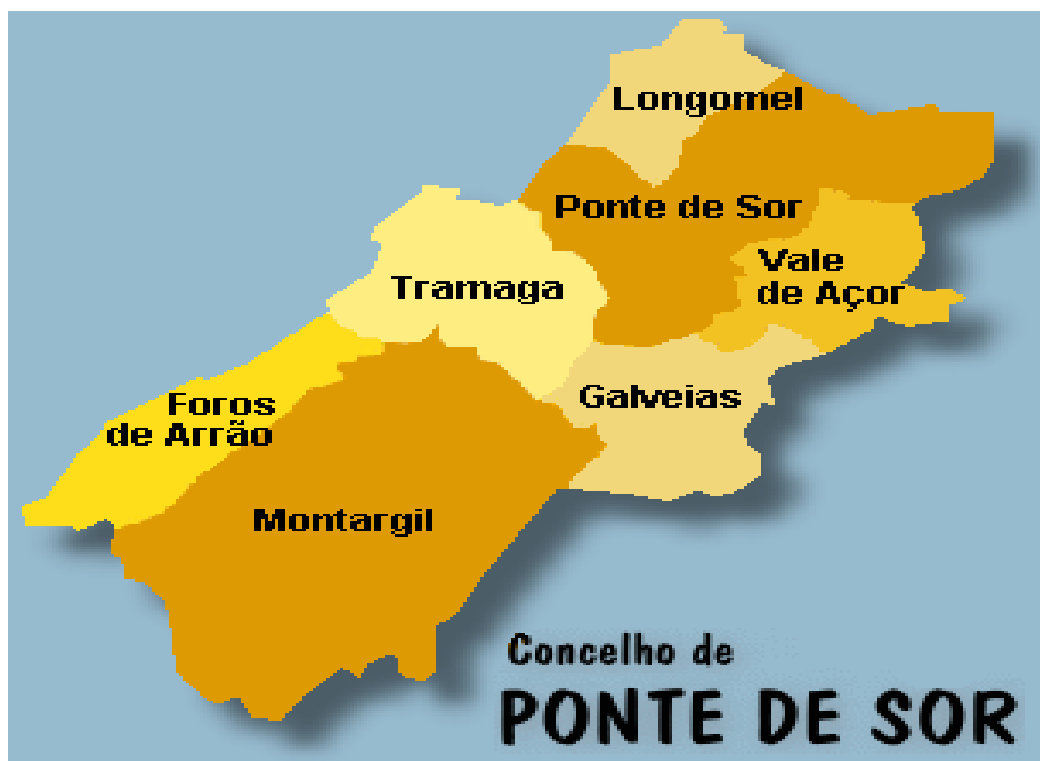 Longomel
Ponte de Sor
Vale
de Açor
Tramaga
Galveias
Foros
de Arrão
Montargil
Concelho de
PONTE DE SOR